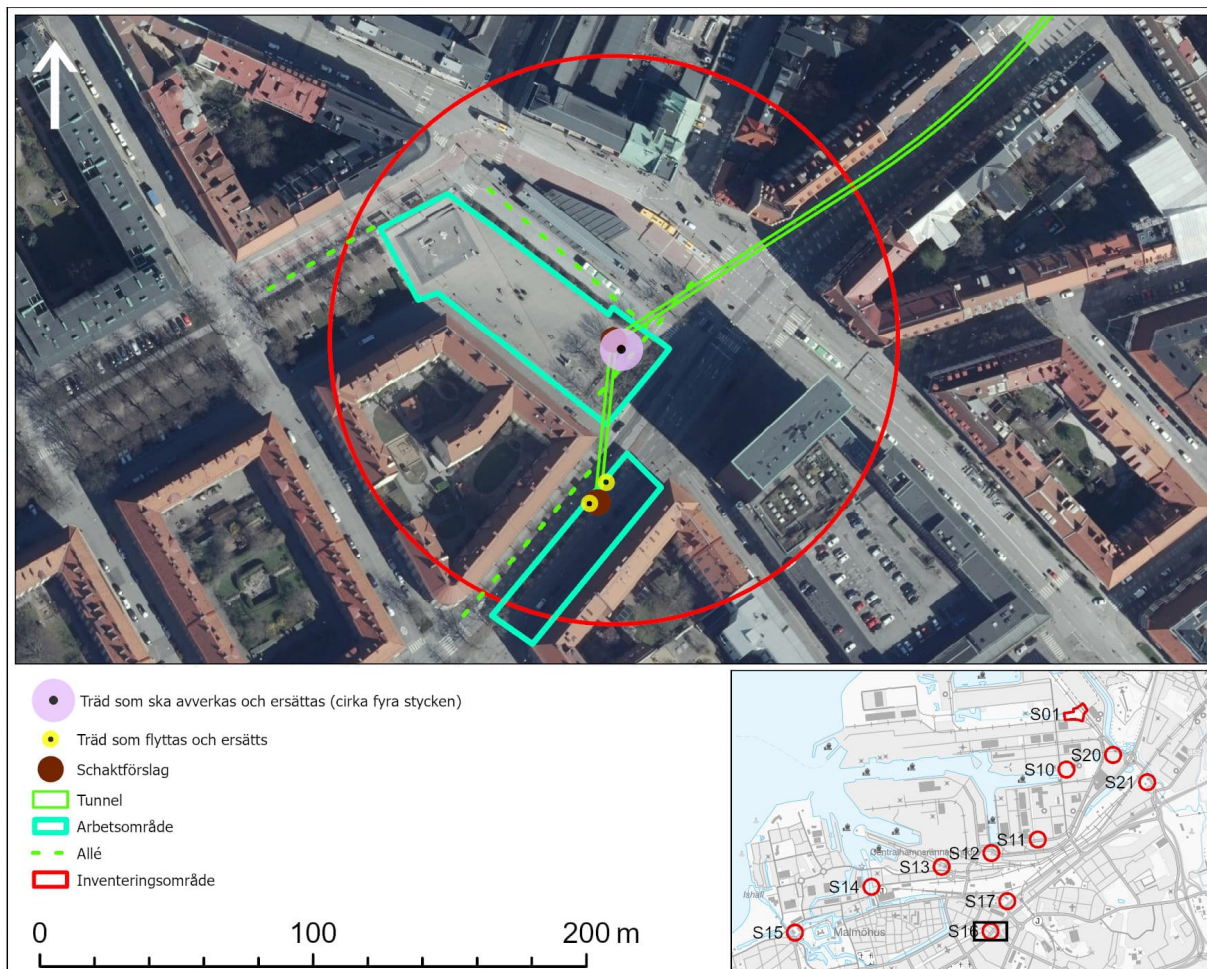 Träd som ska avverkas och ersättas (cirka fyra stycken)
Träd som flyttas och ersätts
Schaktförslag
Tunnel
Arbetsområde
Allé
Inventeringsområde
0 100 200 m
S01
S20
S10
S21
S11
S12
S13
S14
S17
Malmöhus
S15
S16